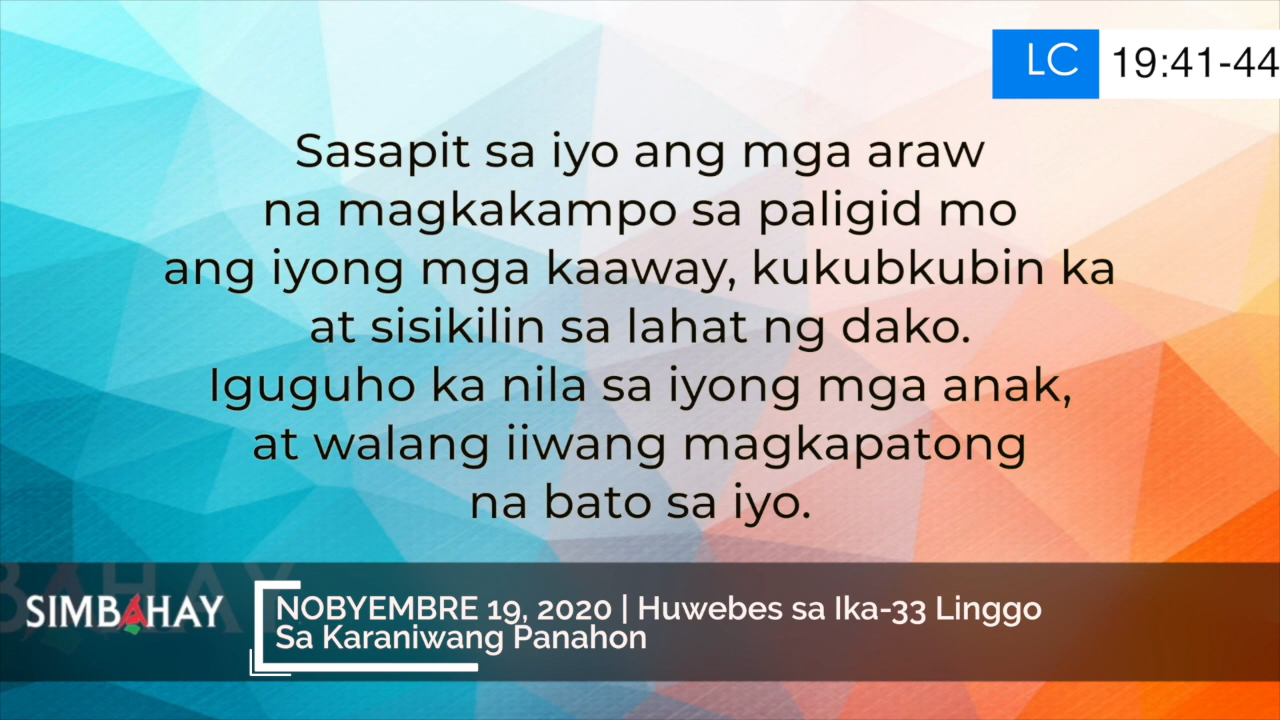 LC 19:41-44
Sasapit sa iyo ang mga araw
na magkakampo sa paligid mo
ang iyong mga kaaway, kukubkubin ka
at sisikilin sa lahat ng dako.
Iguguho ka nila sa iyong mga anak,
at walang iiwang magkapatong
na bato sa iyo.
SIMBAHAY
NOBYEMBRE 19, 2020 | Huwebes sa Ika-33 Linggo
Sa Karaniwang Panahon